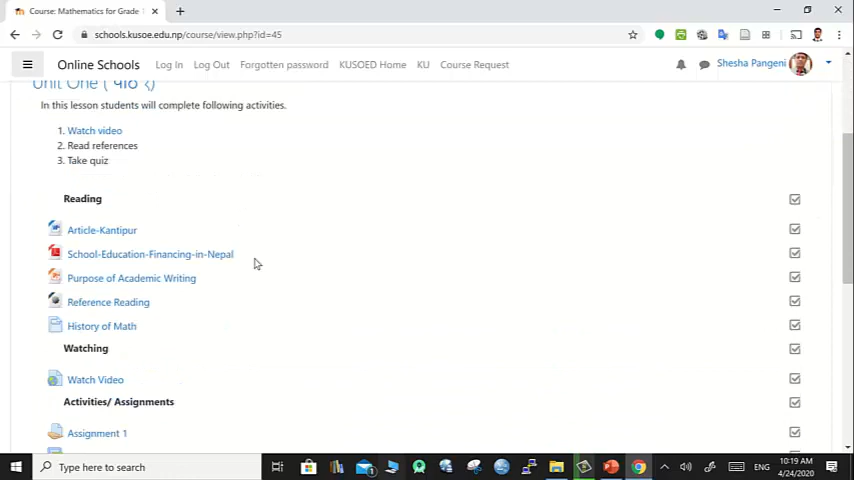 Course: Mathematics for Grade
schools.kusoe.edu.np/course/view.php?id=45
Online Schools Log In Log Out Forgotten password KUSOED Home KU Course Request Shesha Pangeni
Unit One ( पाठ १)
In this lesson students will complete following activities.
1. Watch video
2. Read references
3. Take quiz
Reading
Article-Kantipur
School-Education-Financing-in-Nepal
Purpose of Academic Writing
Reference Reading
History of Math
Watching
Watch Video
Activities/ Assignments
Assignment 1
Type here to search
ENG
10:19 AM
4/24/2020